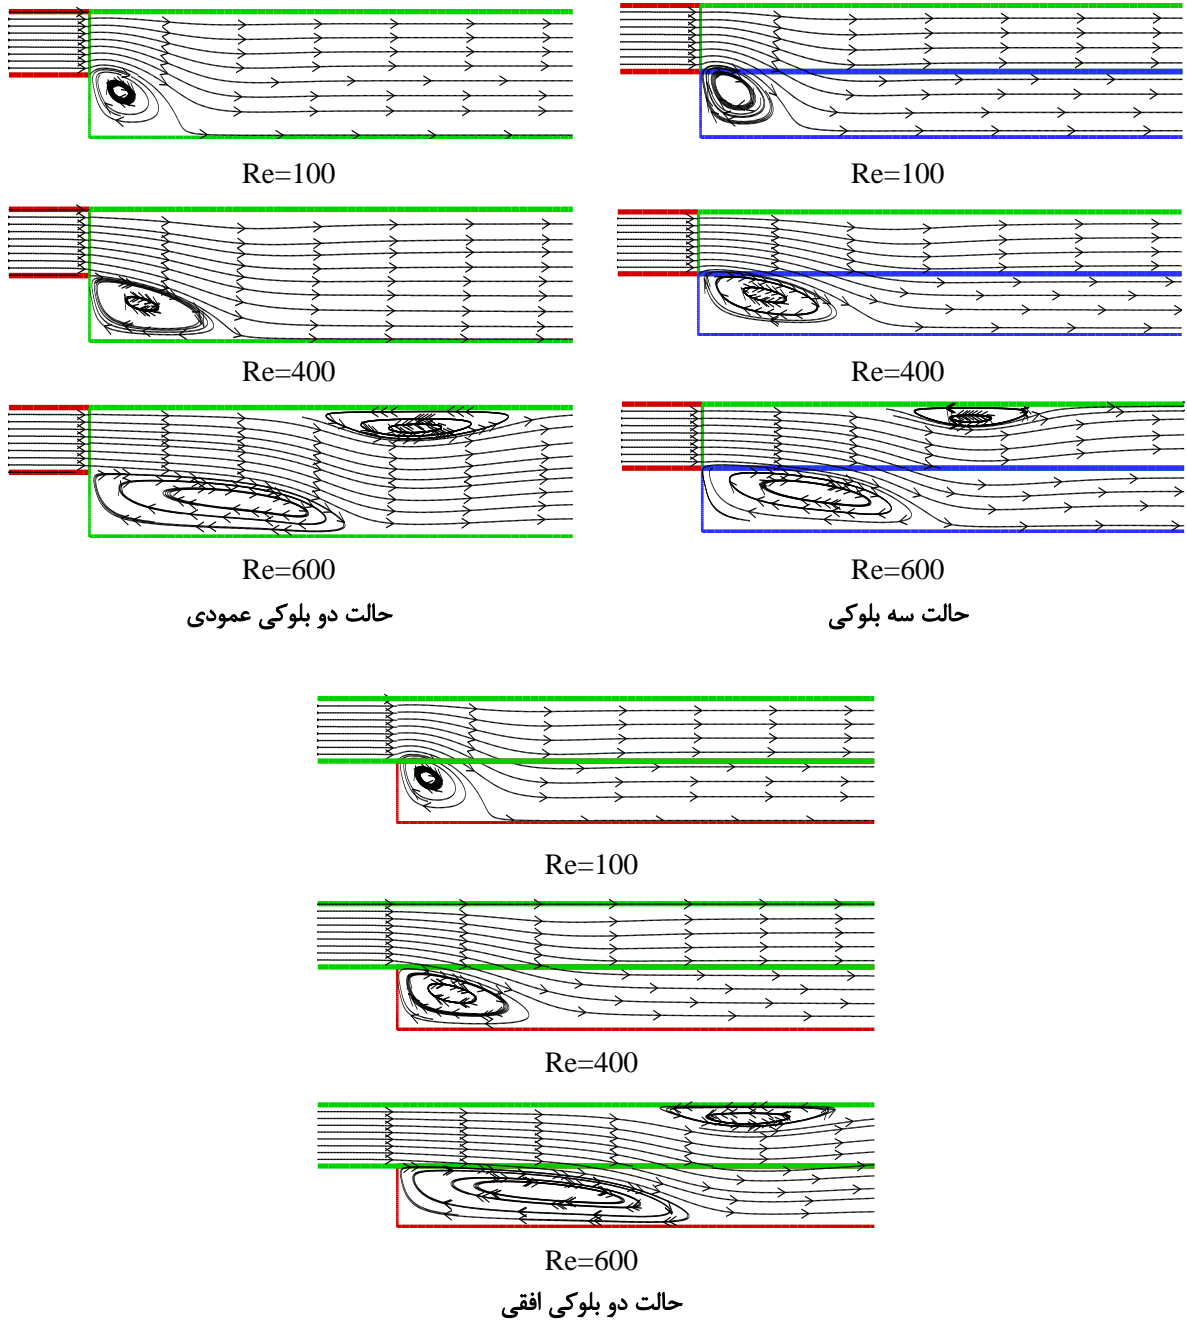 Re=100
Re=100
Re=400
Re=400
Re=600
Re=600
حالت دو بلوکی عمودی
حالت سه بلوکی
Re=100
Re=400
Re=600
حالت دو بلوکی افقی